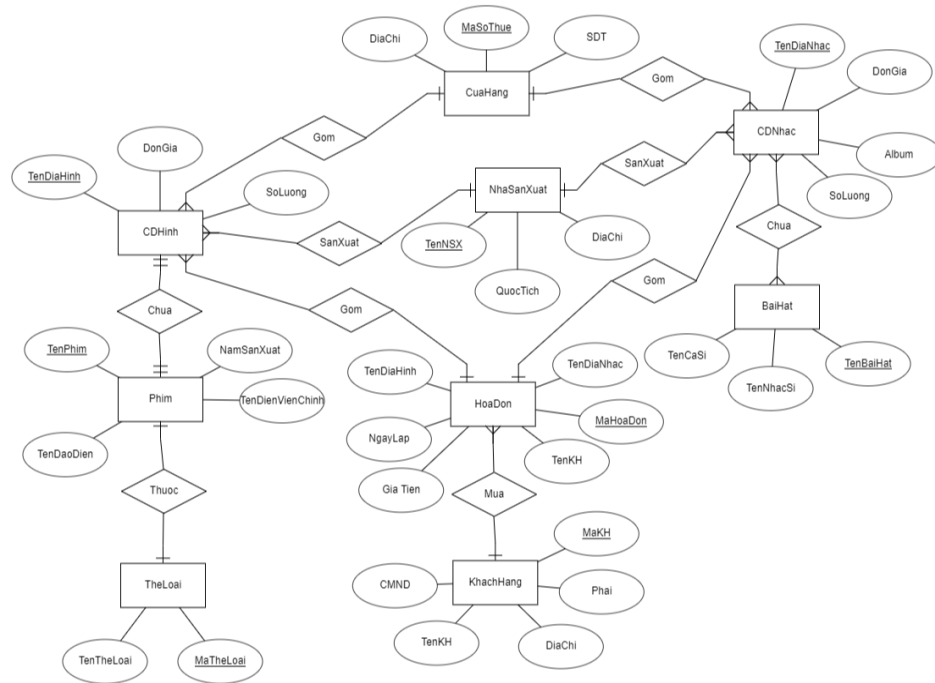 MaSoThue
DiaChi
SDT
TenDiaNhac
CuaHang
Gom
DonGia
CDNhac
Gom
DonGia
Album
SanXuat
TenDiaHinh
NhaSanXuat
SoLuong
SoLuong
CDHinh
SanXuat
TenNSX
DiaChi
Chua
QuocTich
Gom
Chua
Gom
BaiHat
TenPhim
NamSanXuat
TenDiaHinh
TenDiaNhac
TenCaSi
TenBaiHat
TenNhacSi
Phim
TenDienVienChinh
HoaDon
MaHoaDon
NgayLap
TenDaoDien
TenKH
Gia Tien
Thuoc
Mua
MaKH
TheLoai
CMND
KhachHang
Phai
TenKH
DiaChi
TenTheLoai
MaTheLoai